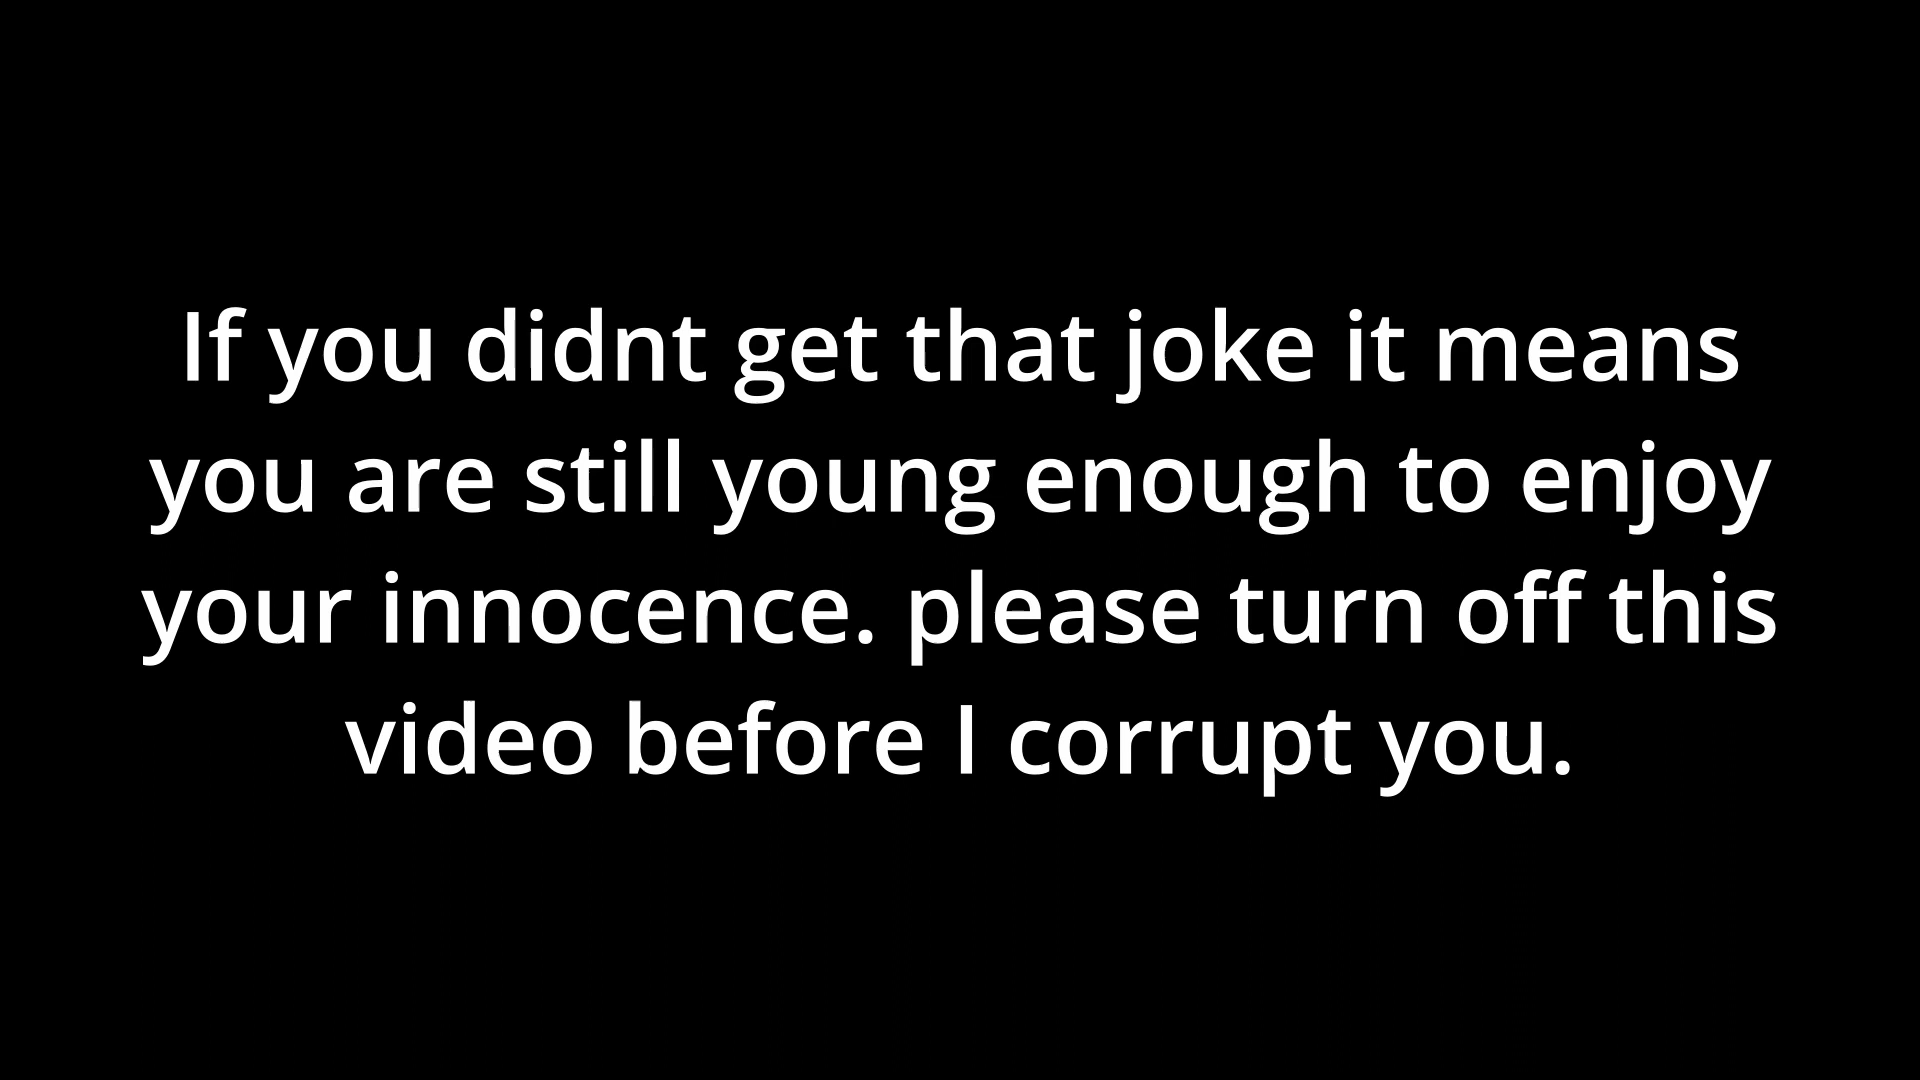 If you didnt get that joke it means
you are still young enough to enjoy
your innocence. please turn off this
video before I corrupt you.